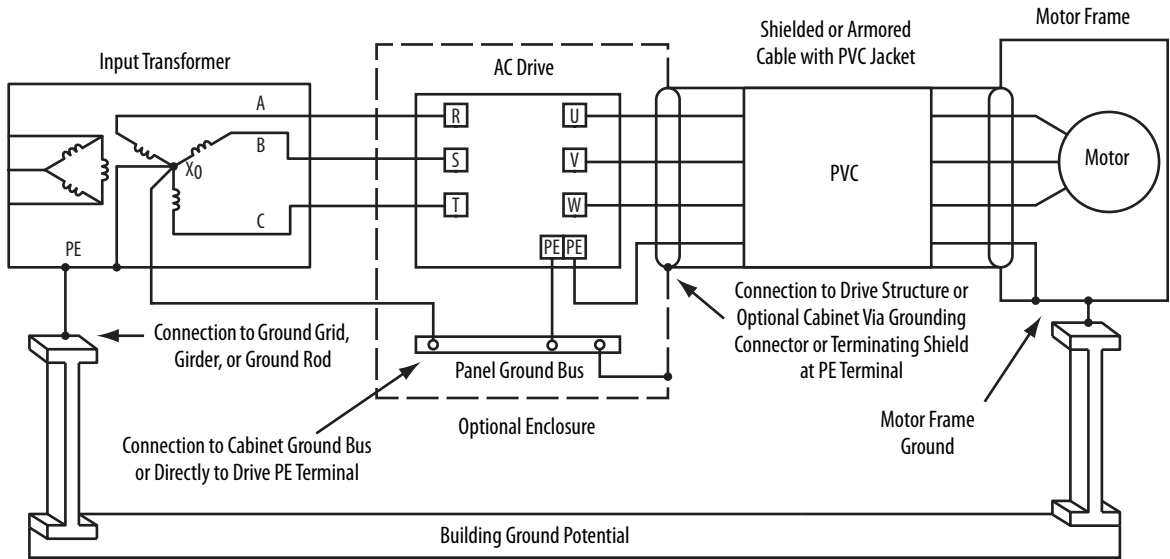 Motor Frame
Shielded or Armored
Cable with PVC Jacket
Input Transformer
AC Drive
A
R
U
B
S
V
Motor
X0
PVC
C
T
W
PE
PE
PE
Connection to Drive Structure or
Optional Cabinet Via Grounding
Connector or Terminating Shield
at PE Terminal
Connection to Ground Grid,
Girder, or Ground Rod
Panel Ground Bus
Optional Enclosure
Motor Frame
Ground
Connection to Cabinet Ground Bus
or Directly to Drive PE Terminal
Building Ground Potential